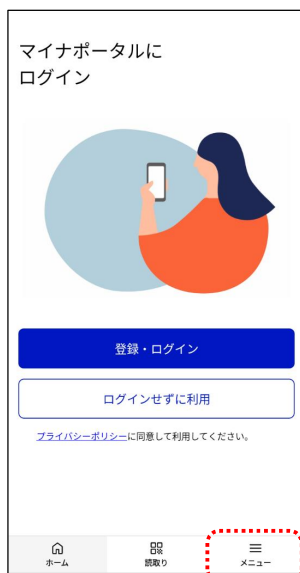 マイナポータルに
ログイン
登録・ログイン
ログインせずに利用
プライバシーポリシーに同意して利用してください。
ホーム
読取り
メニュー